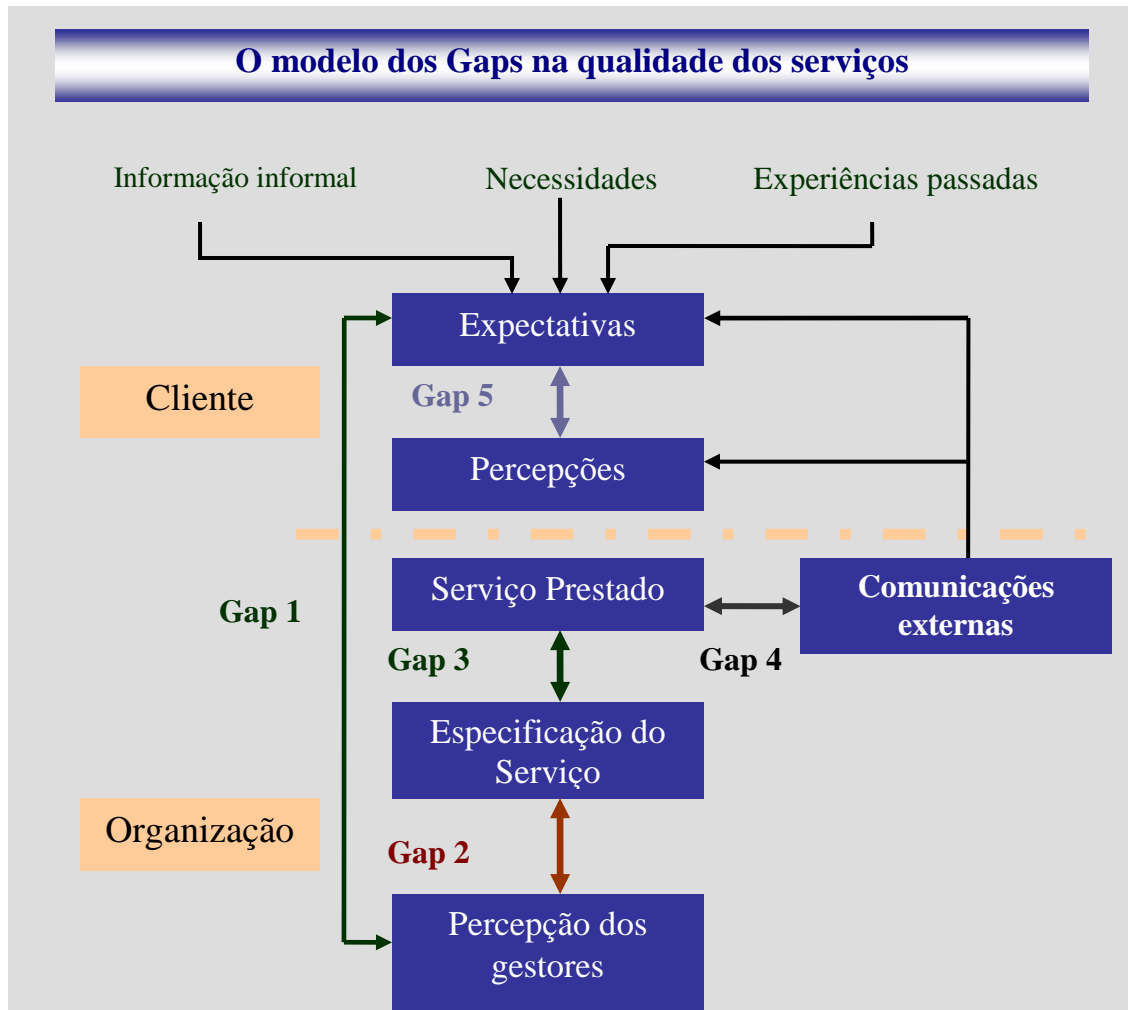 O modelo dos Gaps na qualidade dos serviços
Informação informal
Necessidades
Experiências passadas
Expectativas
Cliente
Gap 5
Percepções
Serviço Prestado
Comunicações
externas
Gap 1
Gap 3
Gap 4
Especificação do
Serviço
Organização
Gap 2
Percepção dos
gestores